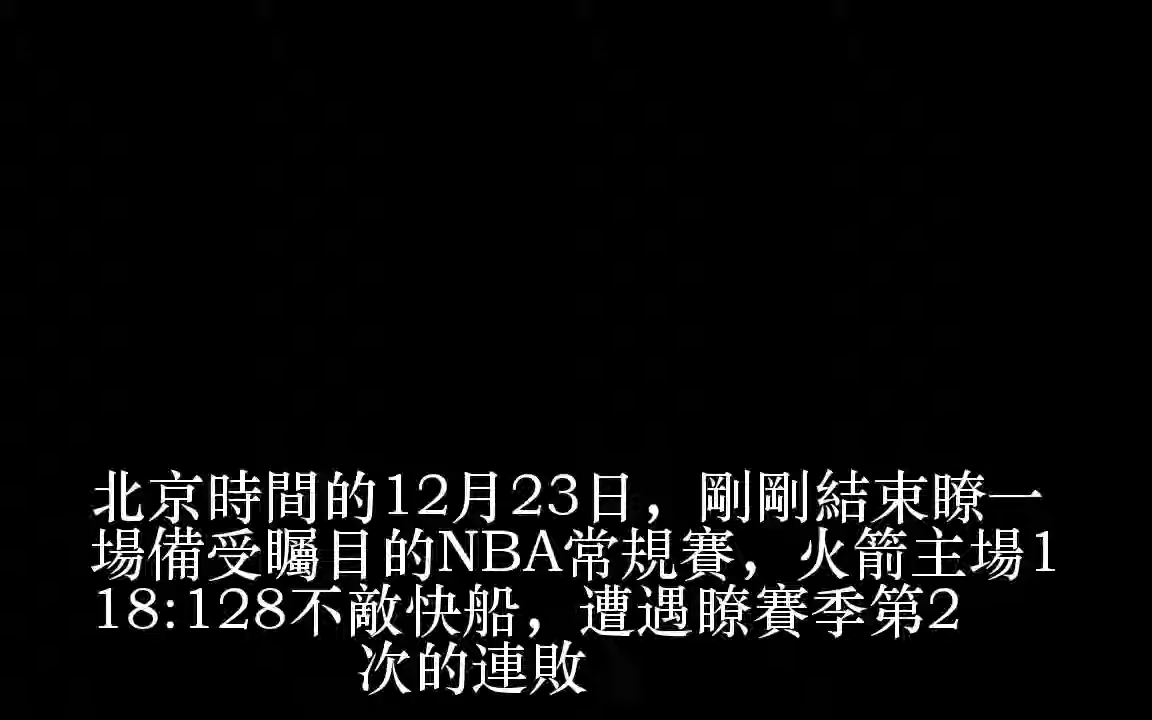 北京時間的12月23日，剛剛結束瞭一
場備受矚目的NBA常規賽，火箭主場1
18:128不敵快船，遭遇瞭賽季第2
次的連敗